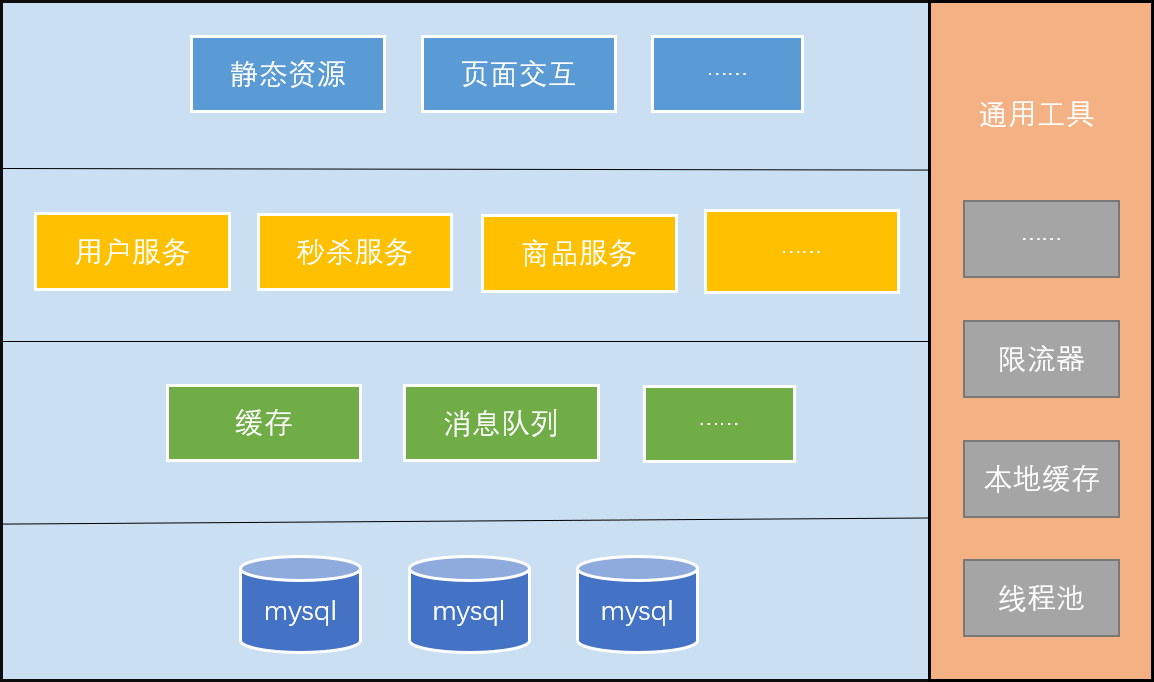 静态资源
页面交互
……
通用工具
用户服务
秒杀服务
商品服务
……
……
限流器
缓存
消息队列
……
本地缓存
mysql
mysql
mysql
线程池